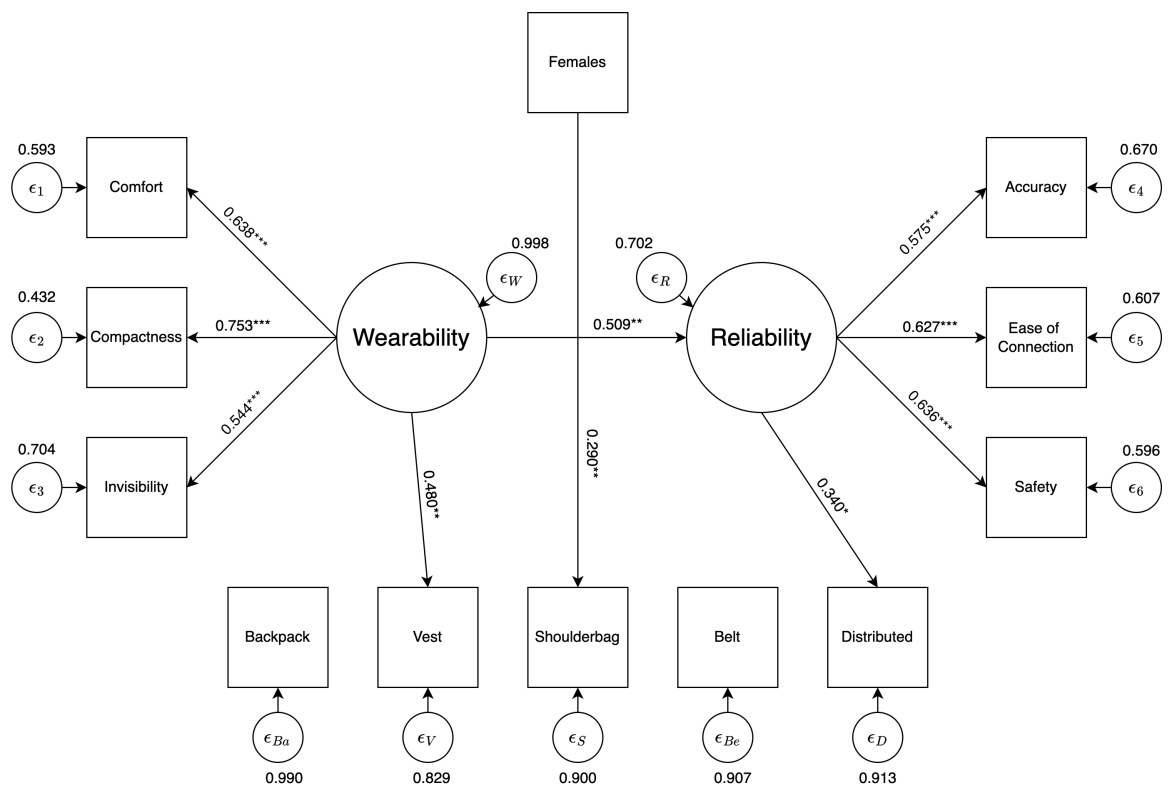 Females
0.593
ϵ1
Comfort
0.638***
0.432
ϵ2
Compactness
0.753***
0.704
ϵ3
Invisibility
0.544***
Wearability
0.998
ϵW
0.509**
0.702
ϵR
Reliability
0.575***
Accuracy
0.670
ϵ4
0.627***
Ease of
Connection
0.607
ϵ5
0.636***
Safety
0.596
ϵ6
0.480**
0.290**
0.340*
Backpack
Vest
Shoulderbag
Belt
Distributed
ϵBa
ϵV
ϵS
ϵBe
ϵD
0.990
0.829
0.900
0.907
0.913